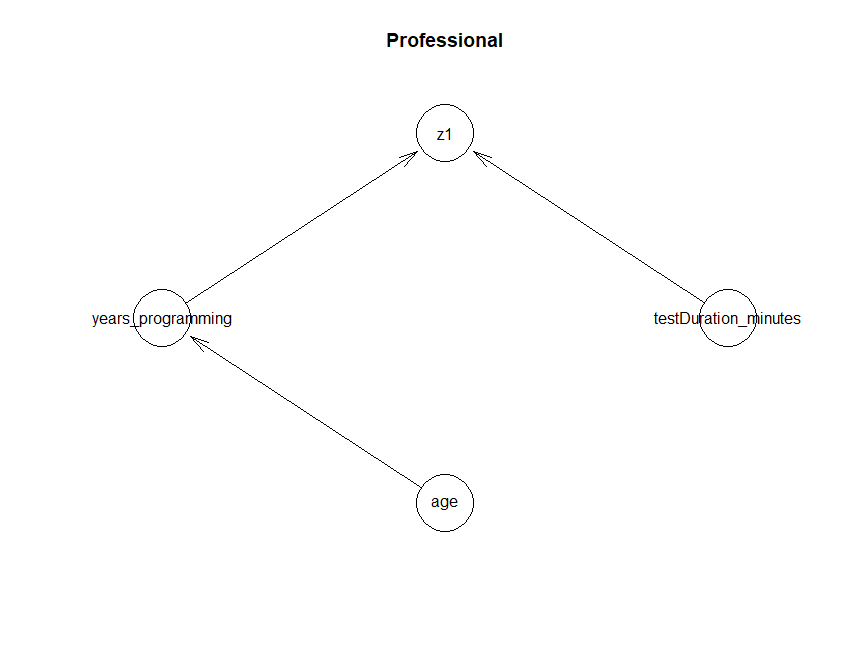 Professional
z1
years_programming
testDuration_minutes
age